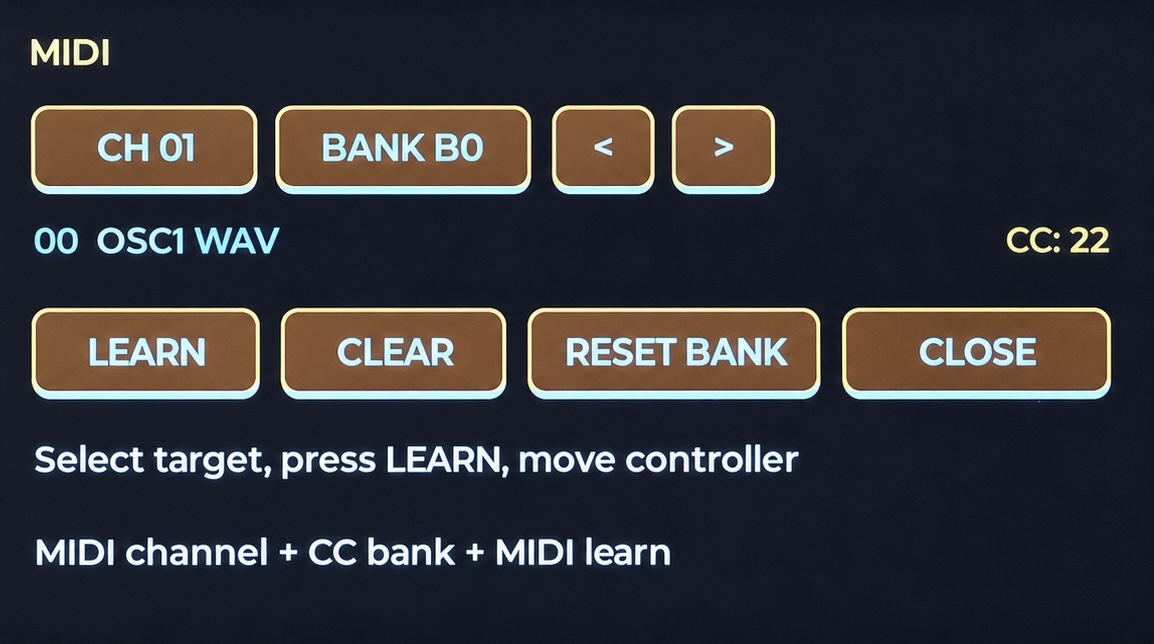 MIDI
CH 01 BANK B0 < >
00 OSC1 WAV CC: 22
LEARN CLEAR RESET BANK CLOSE
Select target, press LEARN, move controller
MIDI channel + CC bank + MIDI learn